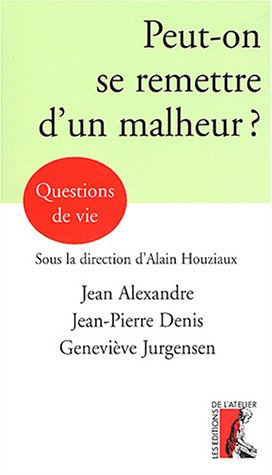 Peut-on
se remettre
d'un malheur ?
Questions
de vie
Sous la direction d'Alain Houziaux
Jean Alexandre
Jean-Pierre Denis
Geneviève Jurgensen
LES EDITIONS
DE L'ATELIER